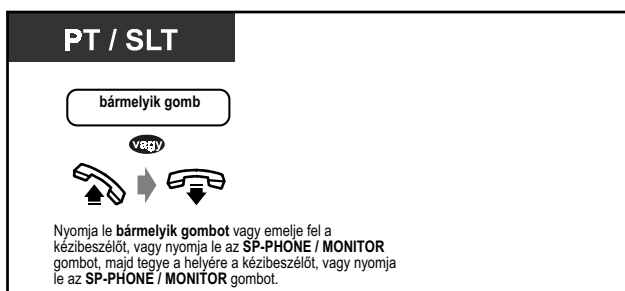 PT / SLT
bármelyik gomb
vagy
Nyomja le bármelyik gombot vagy emelje fel a
kézibeszélőt, vagy nyomja le az SP-PHONE / MONITOR
gombot, majd tegye a helyére a kézibeszélőt, vagy nyomja
le az SP-PHONE / MONITOR gombot.